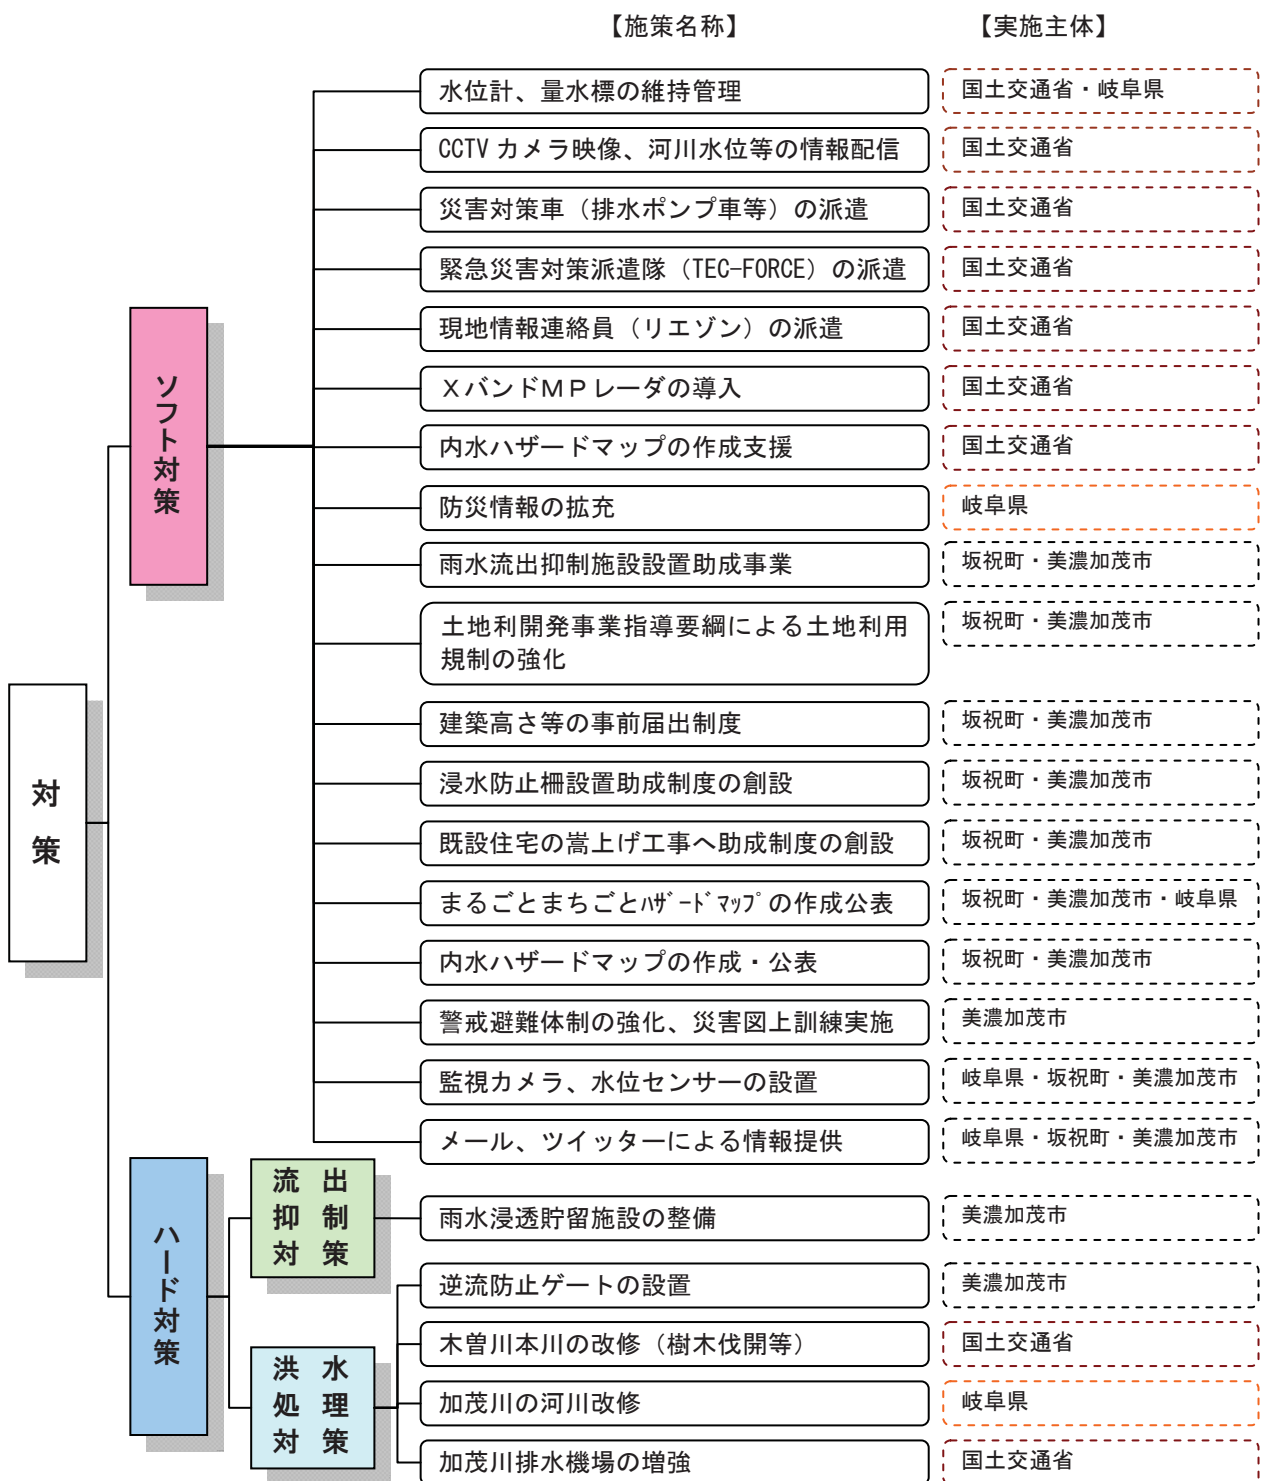 【施策名称】 【実施主体】
水位計、量水標の維持管理 国土交通省・岐阜県
CCTV カメラ映像、河川水位等の情報配信 国土交通省
災害対策車（排水ポンプ車等）の派遣 国土交通省
緊急災害対策派遣隊（TEC-FORCE）の派遣 国土交通省
現地情報連絡員（リエゾン）の派遣 国土交通省
ＸバンドＭＰレーダの導入 国土交通省
内水ハザードマップの作成支援 国土交通省
防災情報の拡充 岐阜県
雨水流出抑制施設設置助成事業 坂祝町・美濃加茂市
土地利開発事業指導要綱による土地利用 坂祝町・美濃加茂市
規制の強化
建築高さ等の事前届出制度 坂祝町・美濃加茂市
浸水防止柵設置助成制度の創設 坂祝町・美濃加茂市
既設住宅の嵩上げ工事へ助成制度の創設 坂祝町・美濃加茂市
まるごとまちごとﾊｻﾞｰﾄﾞﾏｯﾌﾟの作成公表 坂祝町・美濃加茂市・岐阜県
内水ハザードマップの作成・公表 坂祝町・美濃加茂市
警戒避難体制の強化、災害図上訓練実施 美濃加茂市
監視カメラ、水位センサーの設置 岐阜県・坂祝町・美濃加茂市
メール、ツイッターによる情報提供 岐阜県・坂祝町・美濃加茂市
ソフト対策
対策
ハード対策
流出
抑制
対策
雨水浸透貯留施設の整備 美濃加茂市
洪水
処理
対策
逆流防止ゲートの設置 美濃加茂市
木曽川本川の改修（樹木伐開等） 国土交通省
加茂川の河川改修 岐阜県
加茂川排水機場の増強 国土交通省